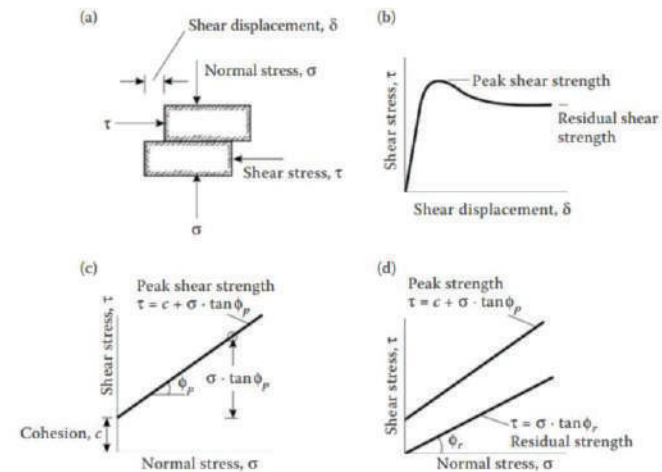 (a)
Shear displacement, δ
Normal stress, σ
τ
Shear stress, τ
σ
(b)
Shear stress, τ
Peak shear strength
Residual shear
strength
Shear displacement, δ
(c)
Peak shear strength
τ = c + σ · tanϕₚ
Shear stress, τ
ϕₚ
σ · tanϕₚ
Cohesion, c
Normal stress, σ
(d)
Peak strength
τ = c + σ · tanϕₚ
Shear stress, τ
τ = σ · tanϕᵣ
Residual strength
ϕᵣ
Normal stress, σ